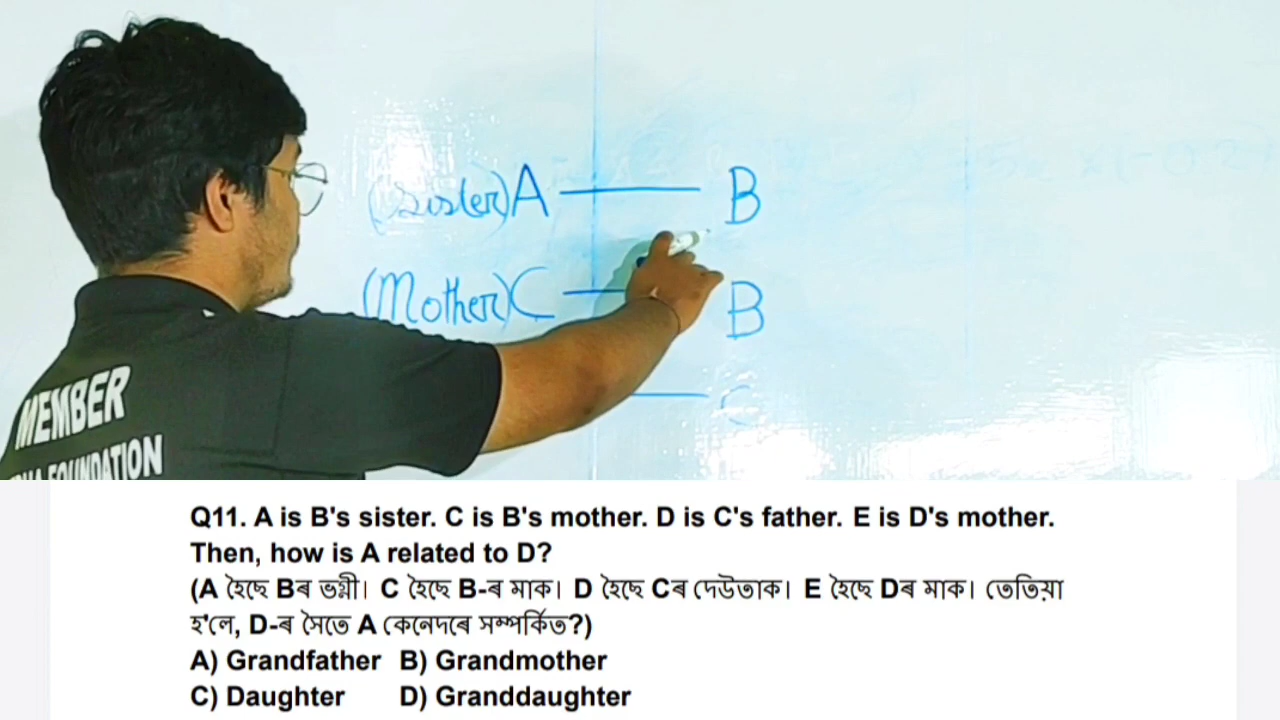 (sister) A — B
(Mother) C — B
C
MEMBER
FOUNDATION
Q11. A is B's sister. C is B's mother. D is C's father. E is D's mother.
Then, how is A related to D?
(A হৈছে Bৰ ভগ্নী। C হৈছে B-ৰ মাক। D হৈছে Cৰ দেউতাক। E হৈছে Dৰ মাক। তেতিয়া
হ'লে, D-ৰ সৈতে A কেনেদৰে সম্পৰ্কিত?)
A) Grandfather B) Grandmother
C) Daughter D) Granddaughter